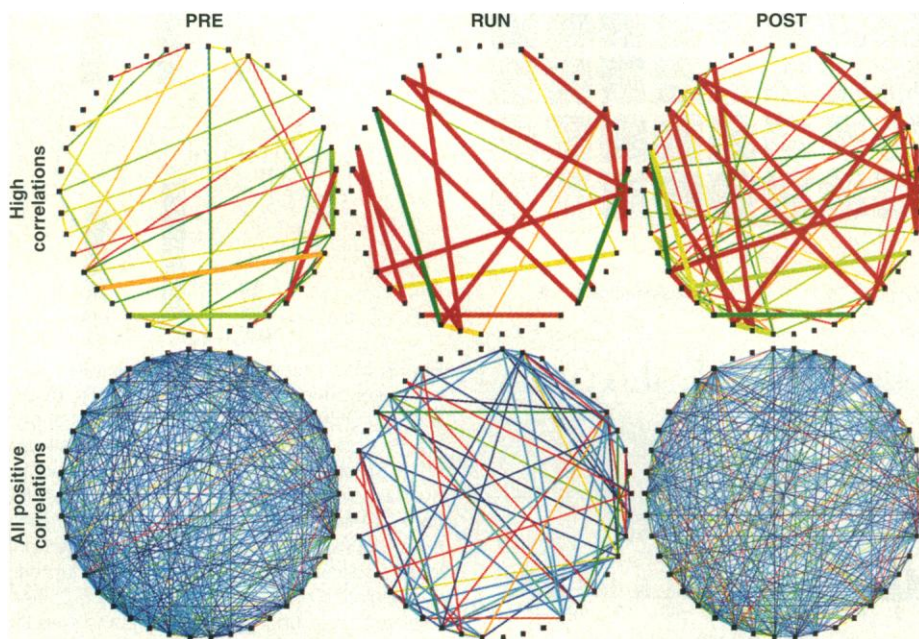 PRE
RUN
POST
High
correlations
All positive
correlations